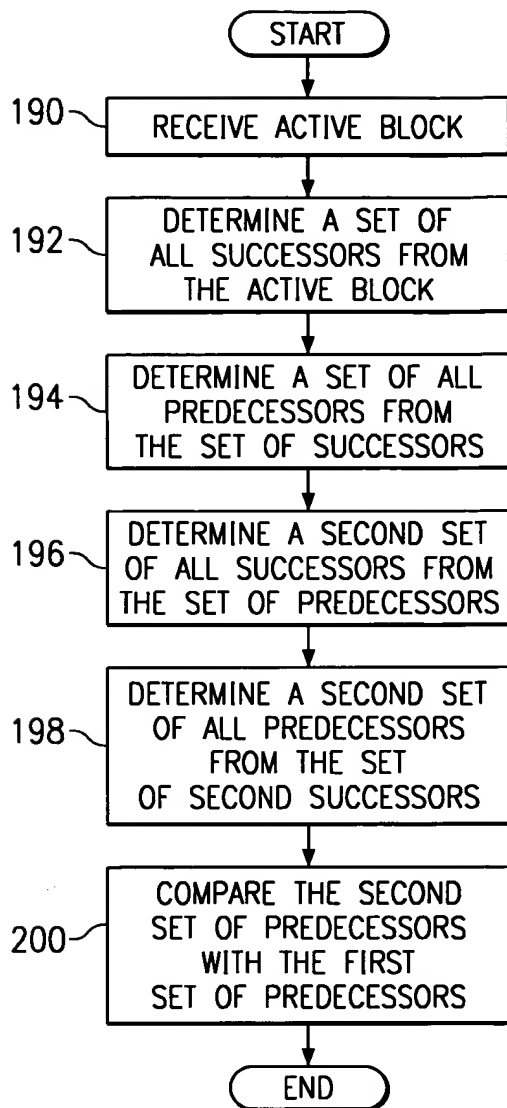 START
190
RECEIVE ACTIVE BLOCK
192
DETERMINE A SET OF
ALL SUCCESSORS FROM
THE ACTIVE BLOCK
194
DETERMINE A SET OF ALL
PREDECESSORS FROM
THE SET OF SUCCESSORS
196
DETERMINE A SECOND SET
OF ALL SUCCESSORS FROM
THE SET OF PREDECESSORS
198
DETERMINE A SECOND SET
OF ALL PREDECESSORS
FROM THE SET
OF SECOND SUCCESSORS
200
COMPARE THE SECOND
SET OF PREDECESSORS
WITH THE FIRST
SET OF PREDECESSORS
END